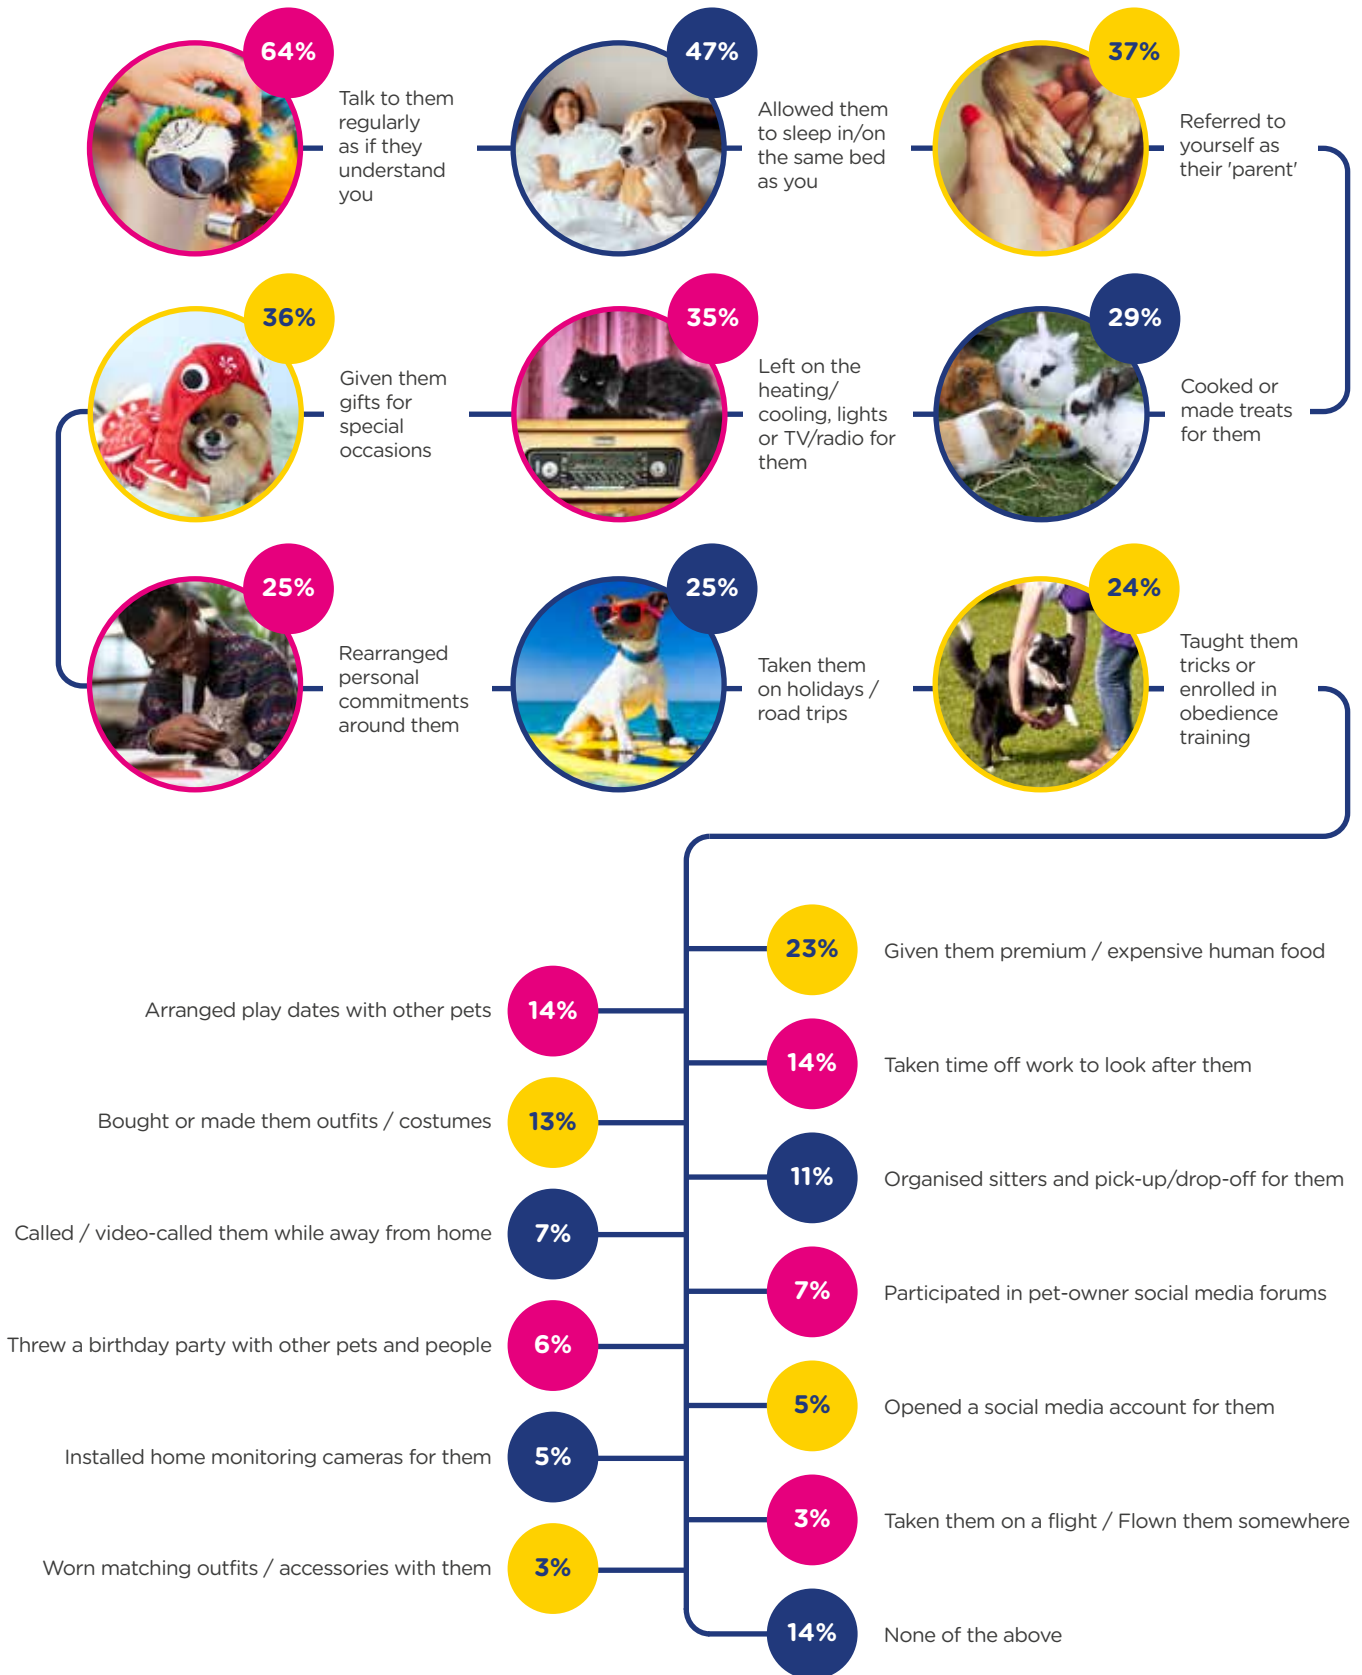 64%
Talk to them
regularly
as if they
understand
you
47%
Allowed them
to sleep in/on
the same bed
as you
37%
Referred to
yourself as
their 'parent'
36%
Given them
gifts for
special
occasions
35%
Left on the
heating/
cooling, lights
or TV/radio for
them
29%
Cooked or
made treats
for them
25%
Rearranged
personal
commitments
around them
25%
Taken them
on holidays /
road trips
24%
Taught them
tricks or
enrolled in
obedience
training
23% Given them premium / expensive human food
Arranged play dates with other pets 14%
14% Taken time off work to look after them
Bought or made them outfits / costumes 13%
11% Organised sitters and pick-up/drop-off for them
Called / video-called them while away from home 7%
7% Participated in pet-owner social media forums
Threw a birthday party with other pets and people 6%
5% Opened a social media account for them
Installed home monitoring cameras for them 5%
3% Taken them on a flight / Flown them somewhere
Worn matching outfits / accessories with them 3%
14% None of the above